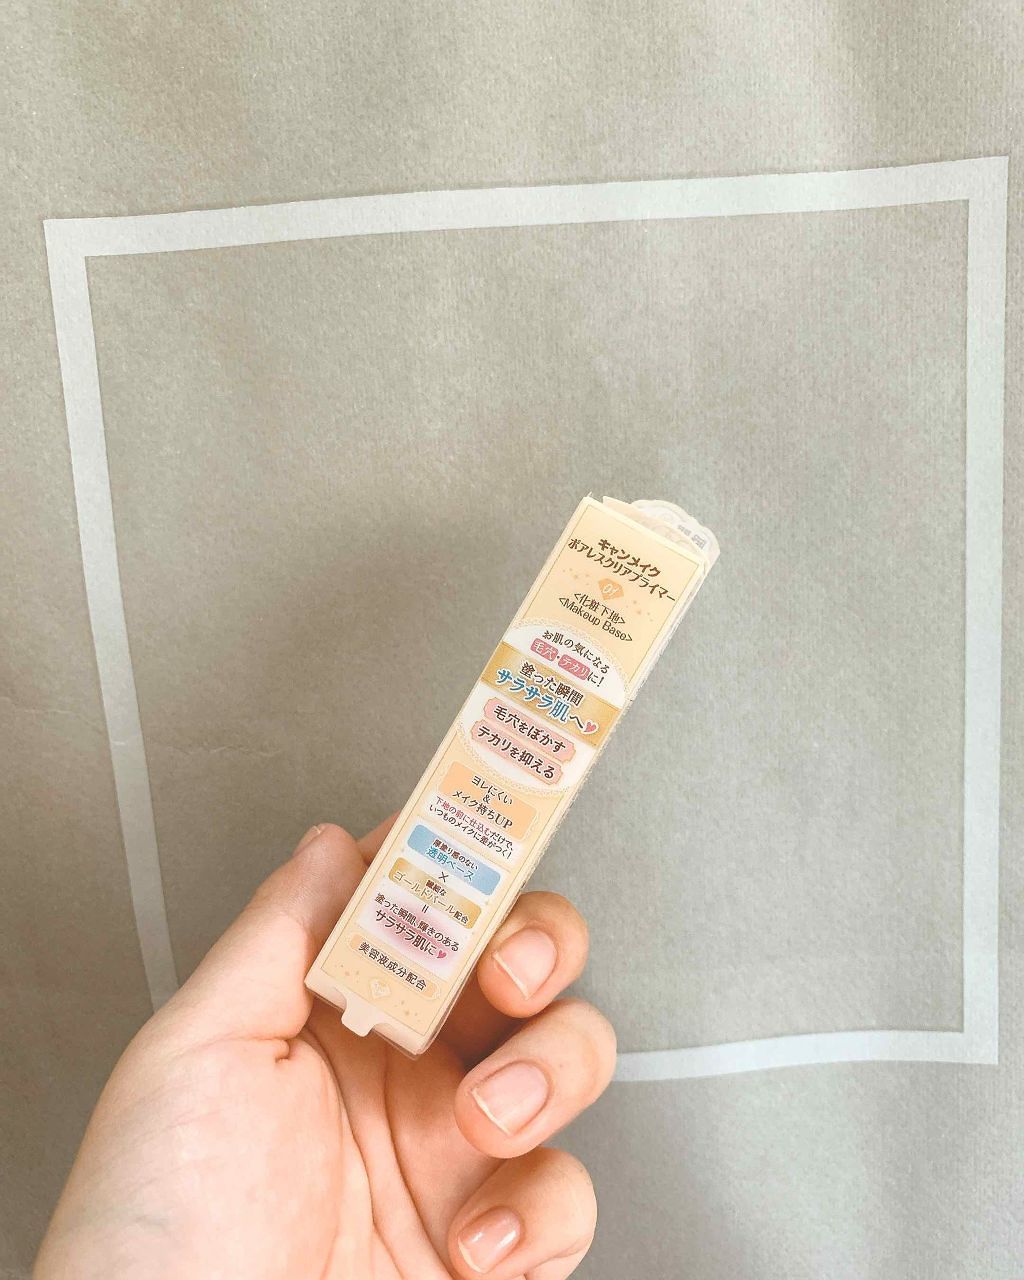 キャンメイク
ポアレスクリアプライマー
01
<化粧下地>
<Makeup Base>
お肌の気になる
毛穴・テカリに!
塗った瞬間
サラサラ肌へ♥
毛穴をぼかす
テカリを抑える
ヨレにくい
&
メイク持ちUP
下地の前に仕込むだけで、
いつものメイクに差がつく!
厚塗り感のない
透明ベース
×
繊細な
ゴールドパール配合
=
塗った瞬間、輝きのある
サラサラ肌に♥
美容液成分配合